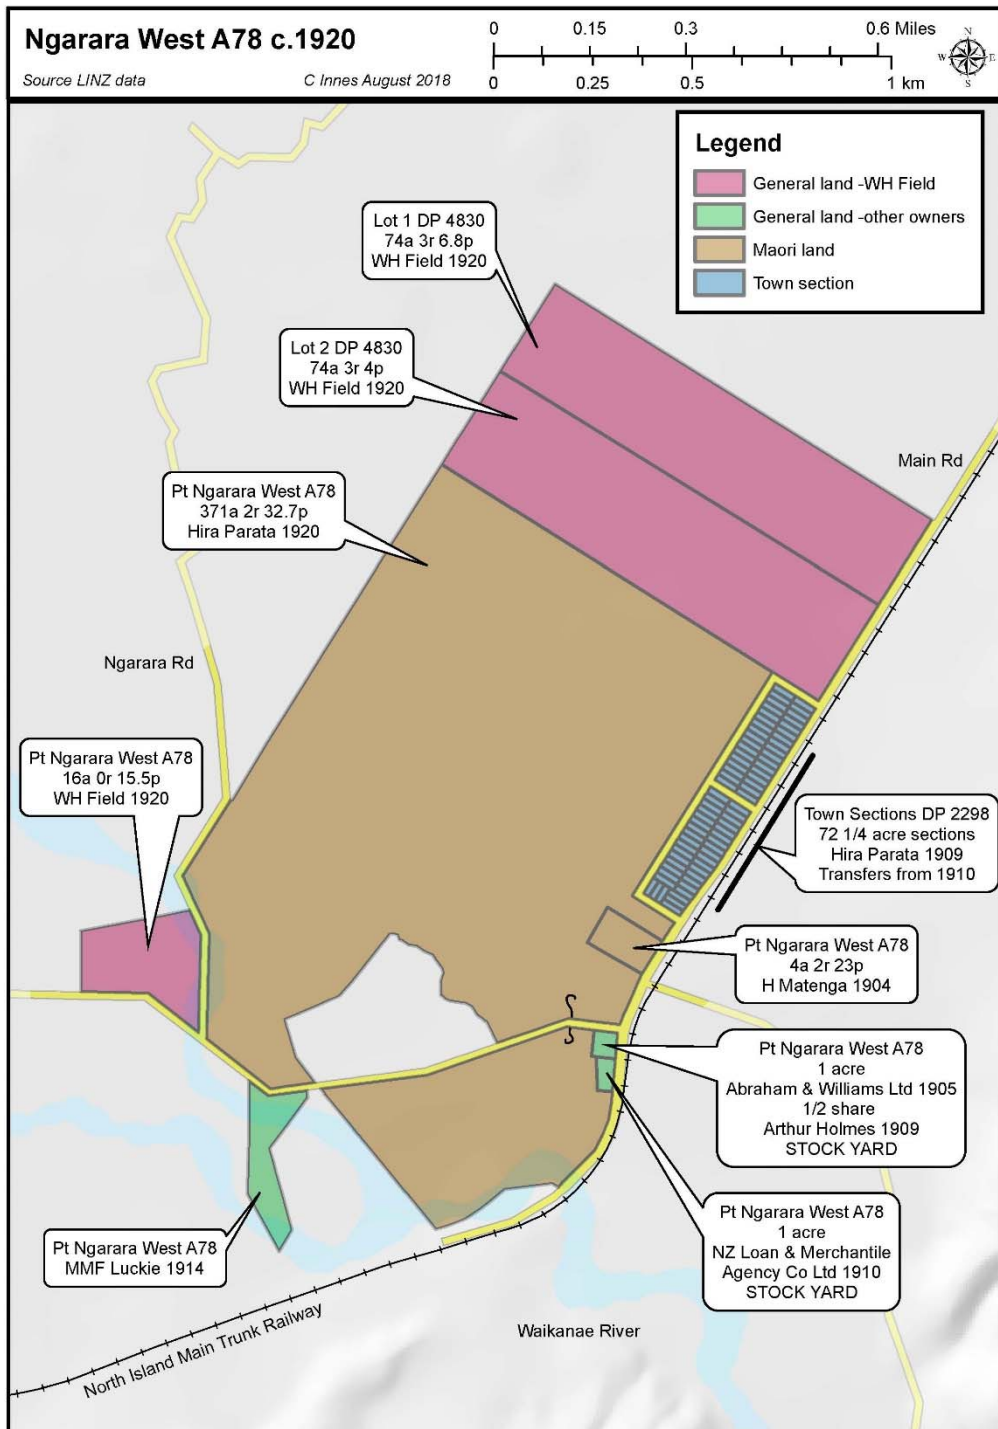 Ngarara West A78 c.1920
Source LINZ data
C Innes August 2018
0 0.15 0.3 0.6 Miles
0 0.25 0.5 1 km
N
W E
S
Legend
General land -WH Field
General land -other owners
Maori land
Town section
Lot 1 DP 4830
74a 3r 6.8p
WH Field 1920
Lot 2 DP 4830
74a 3r 4p
WH Field 1920
Main Rd
Pt Ngarara West A78
371a 2r 32.7p
Hira Parata 1920
Ngarara Rd
Pt Ngarara West A78
16a 0r 15.5p
WH Field 1920
Town Sections DP 2298
72 1/4 acre sections
Hira Parata 1909
Transfers from 1910
Pt Ngarara West A78
4a 2r 23p
H Matenga 1904
Pt Ngarara West A78
1 acre
Abraham & Williams Ltd 1905
1/2 share
Arthur Holmes 1909
STOCK YARD
Pt Ngarara West A78
1 acre
NZ Loan & Merchantile
Agency Co Ltd 1910
STOCK YARD
Pt Ngarara West A78
MMF Luckie 1914
North Island Main Trunk Railway
Waikanae River